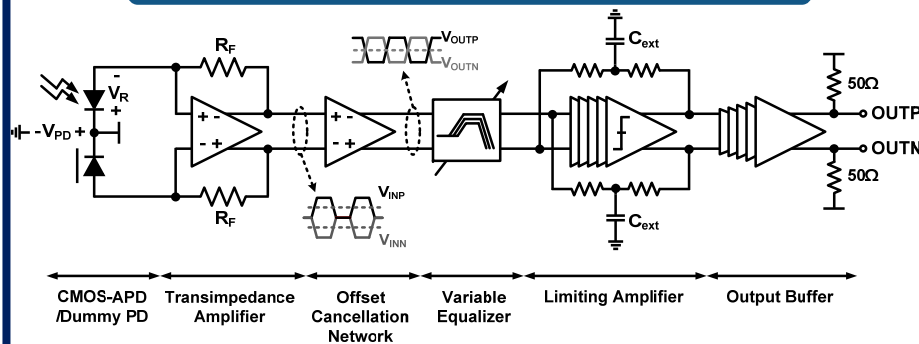 R_F
C_ext
V_OUTP
V_OUTN
50Ω
-
V_R
+
-V_PD +
+ -
- +
+ -
- +
OUTP
OUTN
50Ω
R_F
V_INP
V_INN
C_ext
CMOS-APD
/Dummy PD
Transimpedance
Amplifier
Offset
Cancellation
Network
Variable
Equalizer
Limiting Amplifier
Output Buffer